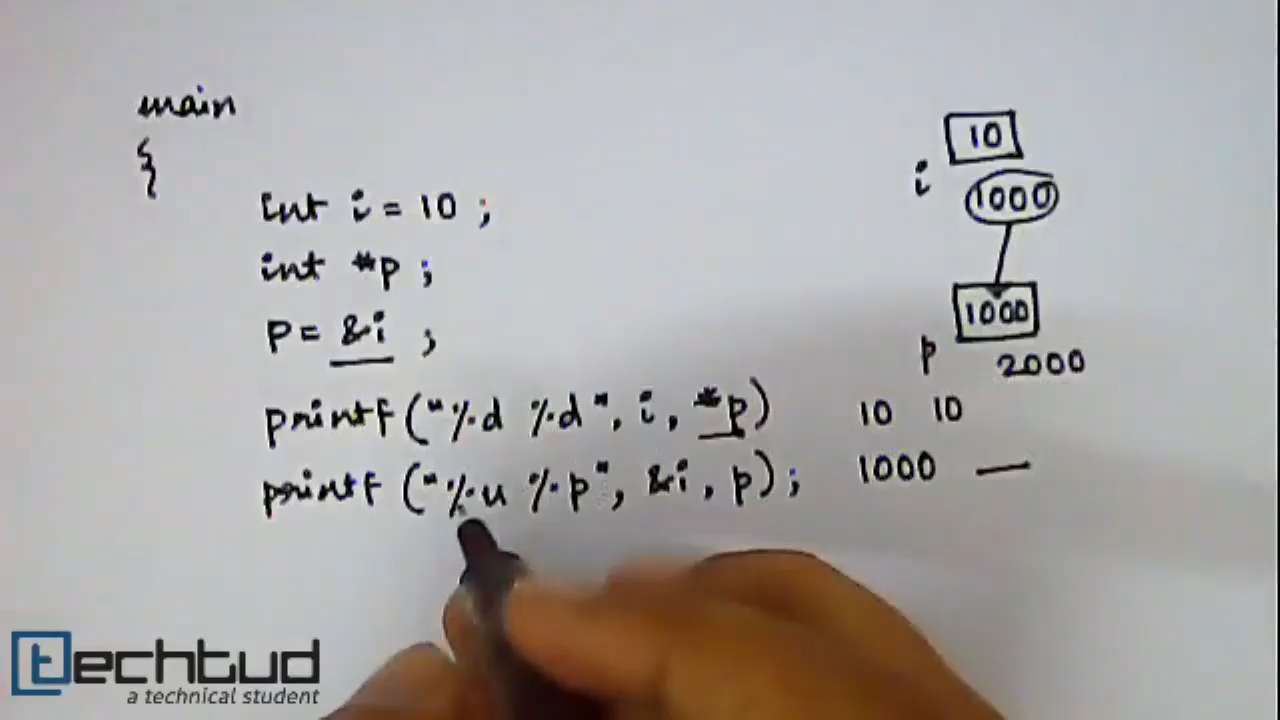 main
{
int i = 10 ;
int *p ;
p = &i ;
printf("%d %d", i, *p)
printf ("%u %p", &i, p);
10
i
1000
1000
p
2000
10 10
1000 —
techtud
a technical student